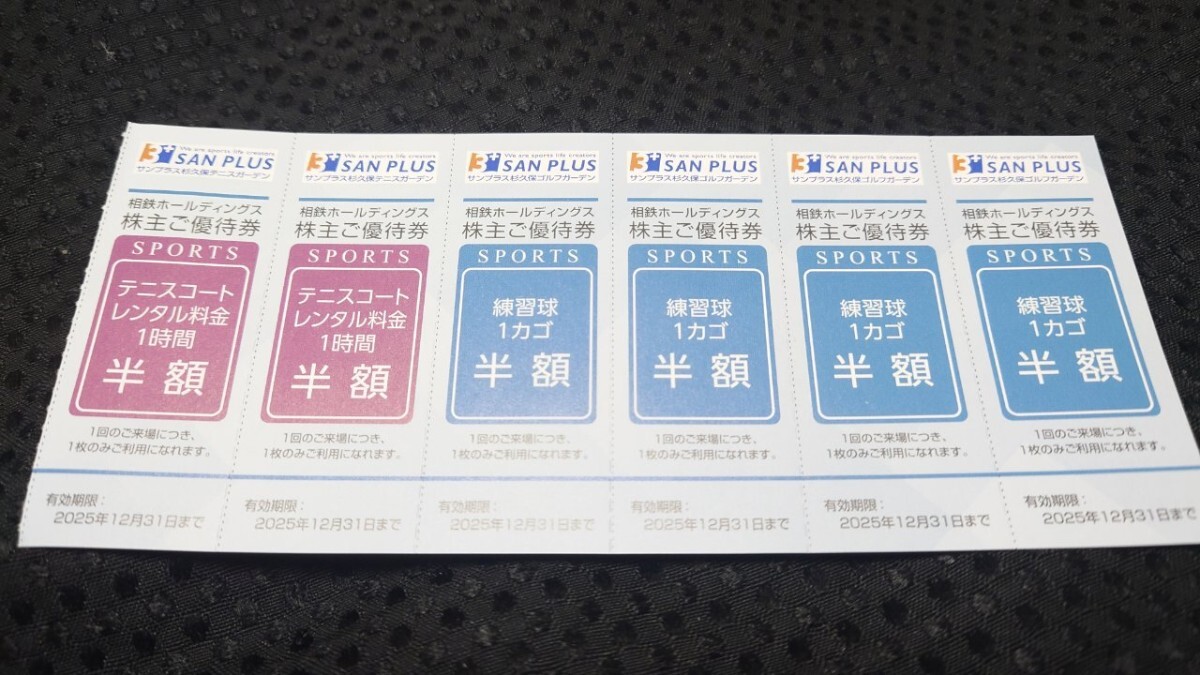 We are sports life creators
SAN PLUS
サンプラス杉久保テニスガーデン
相鉄ホールディングス
株主ご優待券
SPORTS
テニスコート
レンタル料金
1時間
半額
1回のご来場につき、
1枚のみご利用になれます。
有効期限:
2025年12月31日まで
We are sports life creators
SAN PLUS
サンプラス杉久保テニスガーデン
相鉄ホールディングス
株主ご優待券
SPORTS
テニスコート
レンタル料金
1時間
半額
1回のご来場につき、
1枚のみご利用になれます。
有効期限:
2025年12月31日まで
We are sports life creators
SAN PLUS
サンプラス杉久保ゴルフガーデン
相鉄ホールディングス
株主ご優待券
SPORTS
練習球
1カゴ
半額
1回のご来場につき、
1枚のみご利用になれます。
有効期限:
2025年12月31日まで
We are sports life creators
SAN PLUS
サンプラス杉久保ゴルフガーデン
相鉄ホールディングス
株主ご優待券
SPORTS
練習球
1カゴ
半額
1回のご来場につき、
1枚のみご利用になれます。
有効期限:
2025年12月31日まで
We are sports life creators
SAN PLUS
サンプラス杉久保ゴルフガーデン
相鉄ホールディングス
株主ご優待券
SPORTS
練習球
1カゴ
半額
1回のご来場につき、
1枚のみご利用になれます。
有効期限:
2025年12月31日まで
We are sports life creators
SAN PLUS
サンプラス杉久保ゴルフガーデン
相鉄ホールディングス
株主ご優待券
SPORTS
練習球
1カゴ
半額
1回のご来場につき、
1枚のみご利用になれます。
有効期限:
2025年12月31日まで